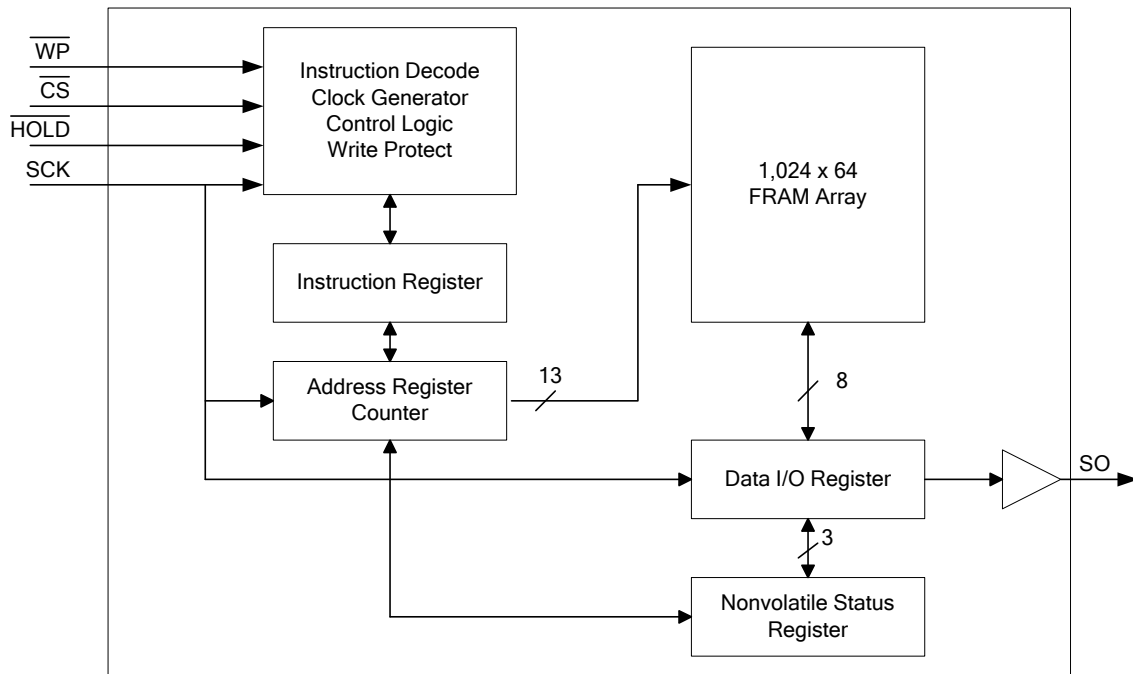 WP
CS
HOLD
SCK
Instruction Decode
Clock Generator
Control Logic
Write Protect
1,024 x 64
FRAM Array
Instruction Register
Address Register
Counter
13
8
Data I/O Register
SO
3
Nonvolatile Status
Register